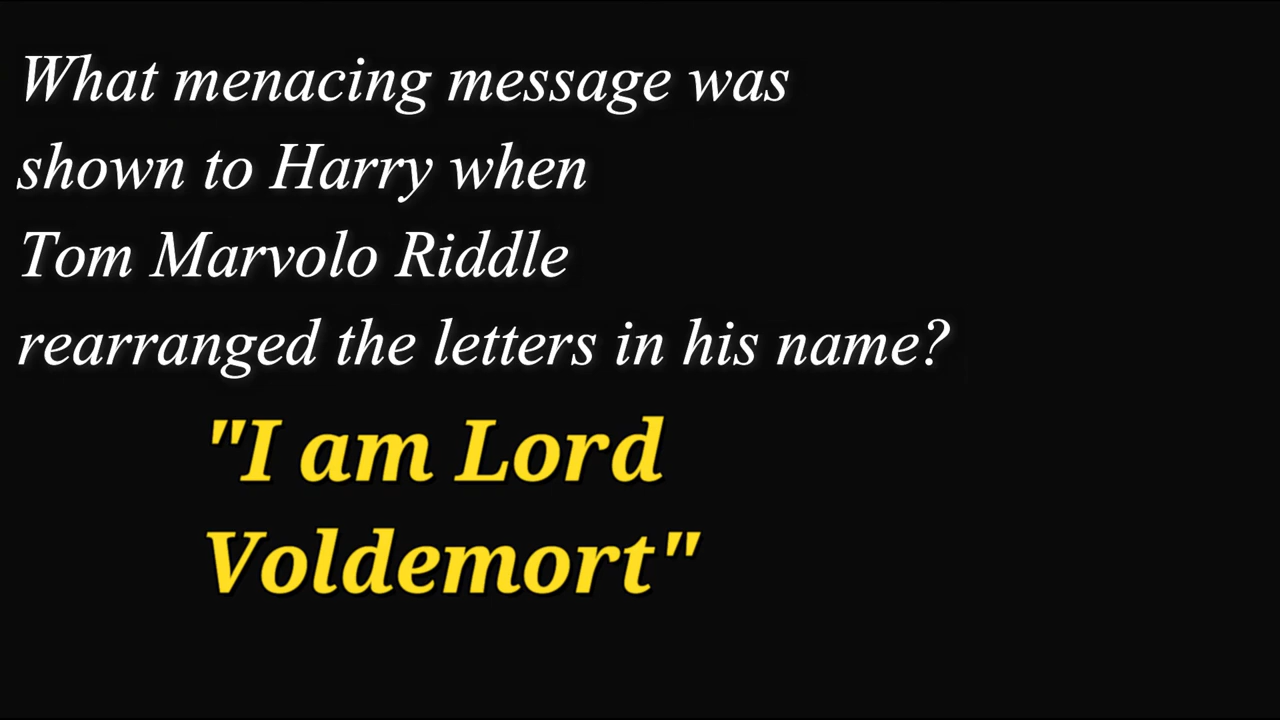 What menacing message was
shown to Harry when
Tom Marvolo Riddle
rearranged the letters in his name?
"I am Lord
Voldemort"